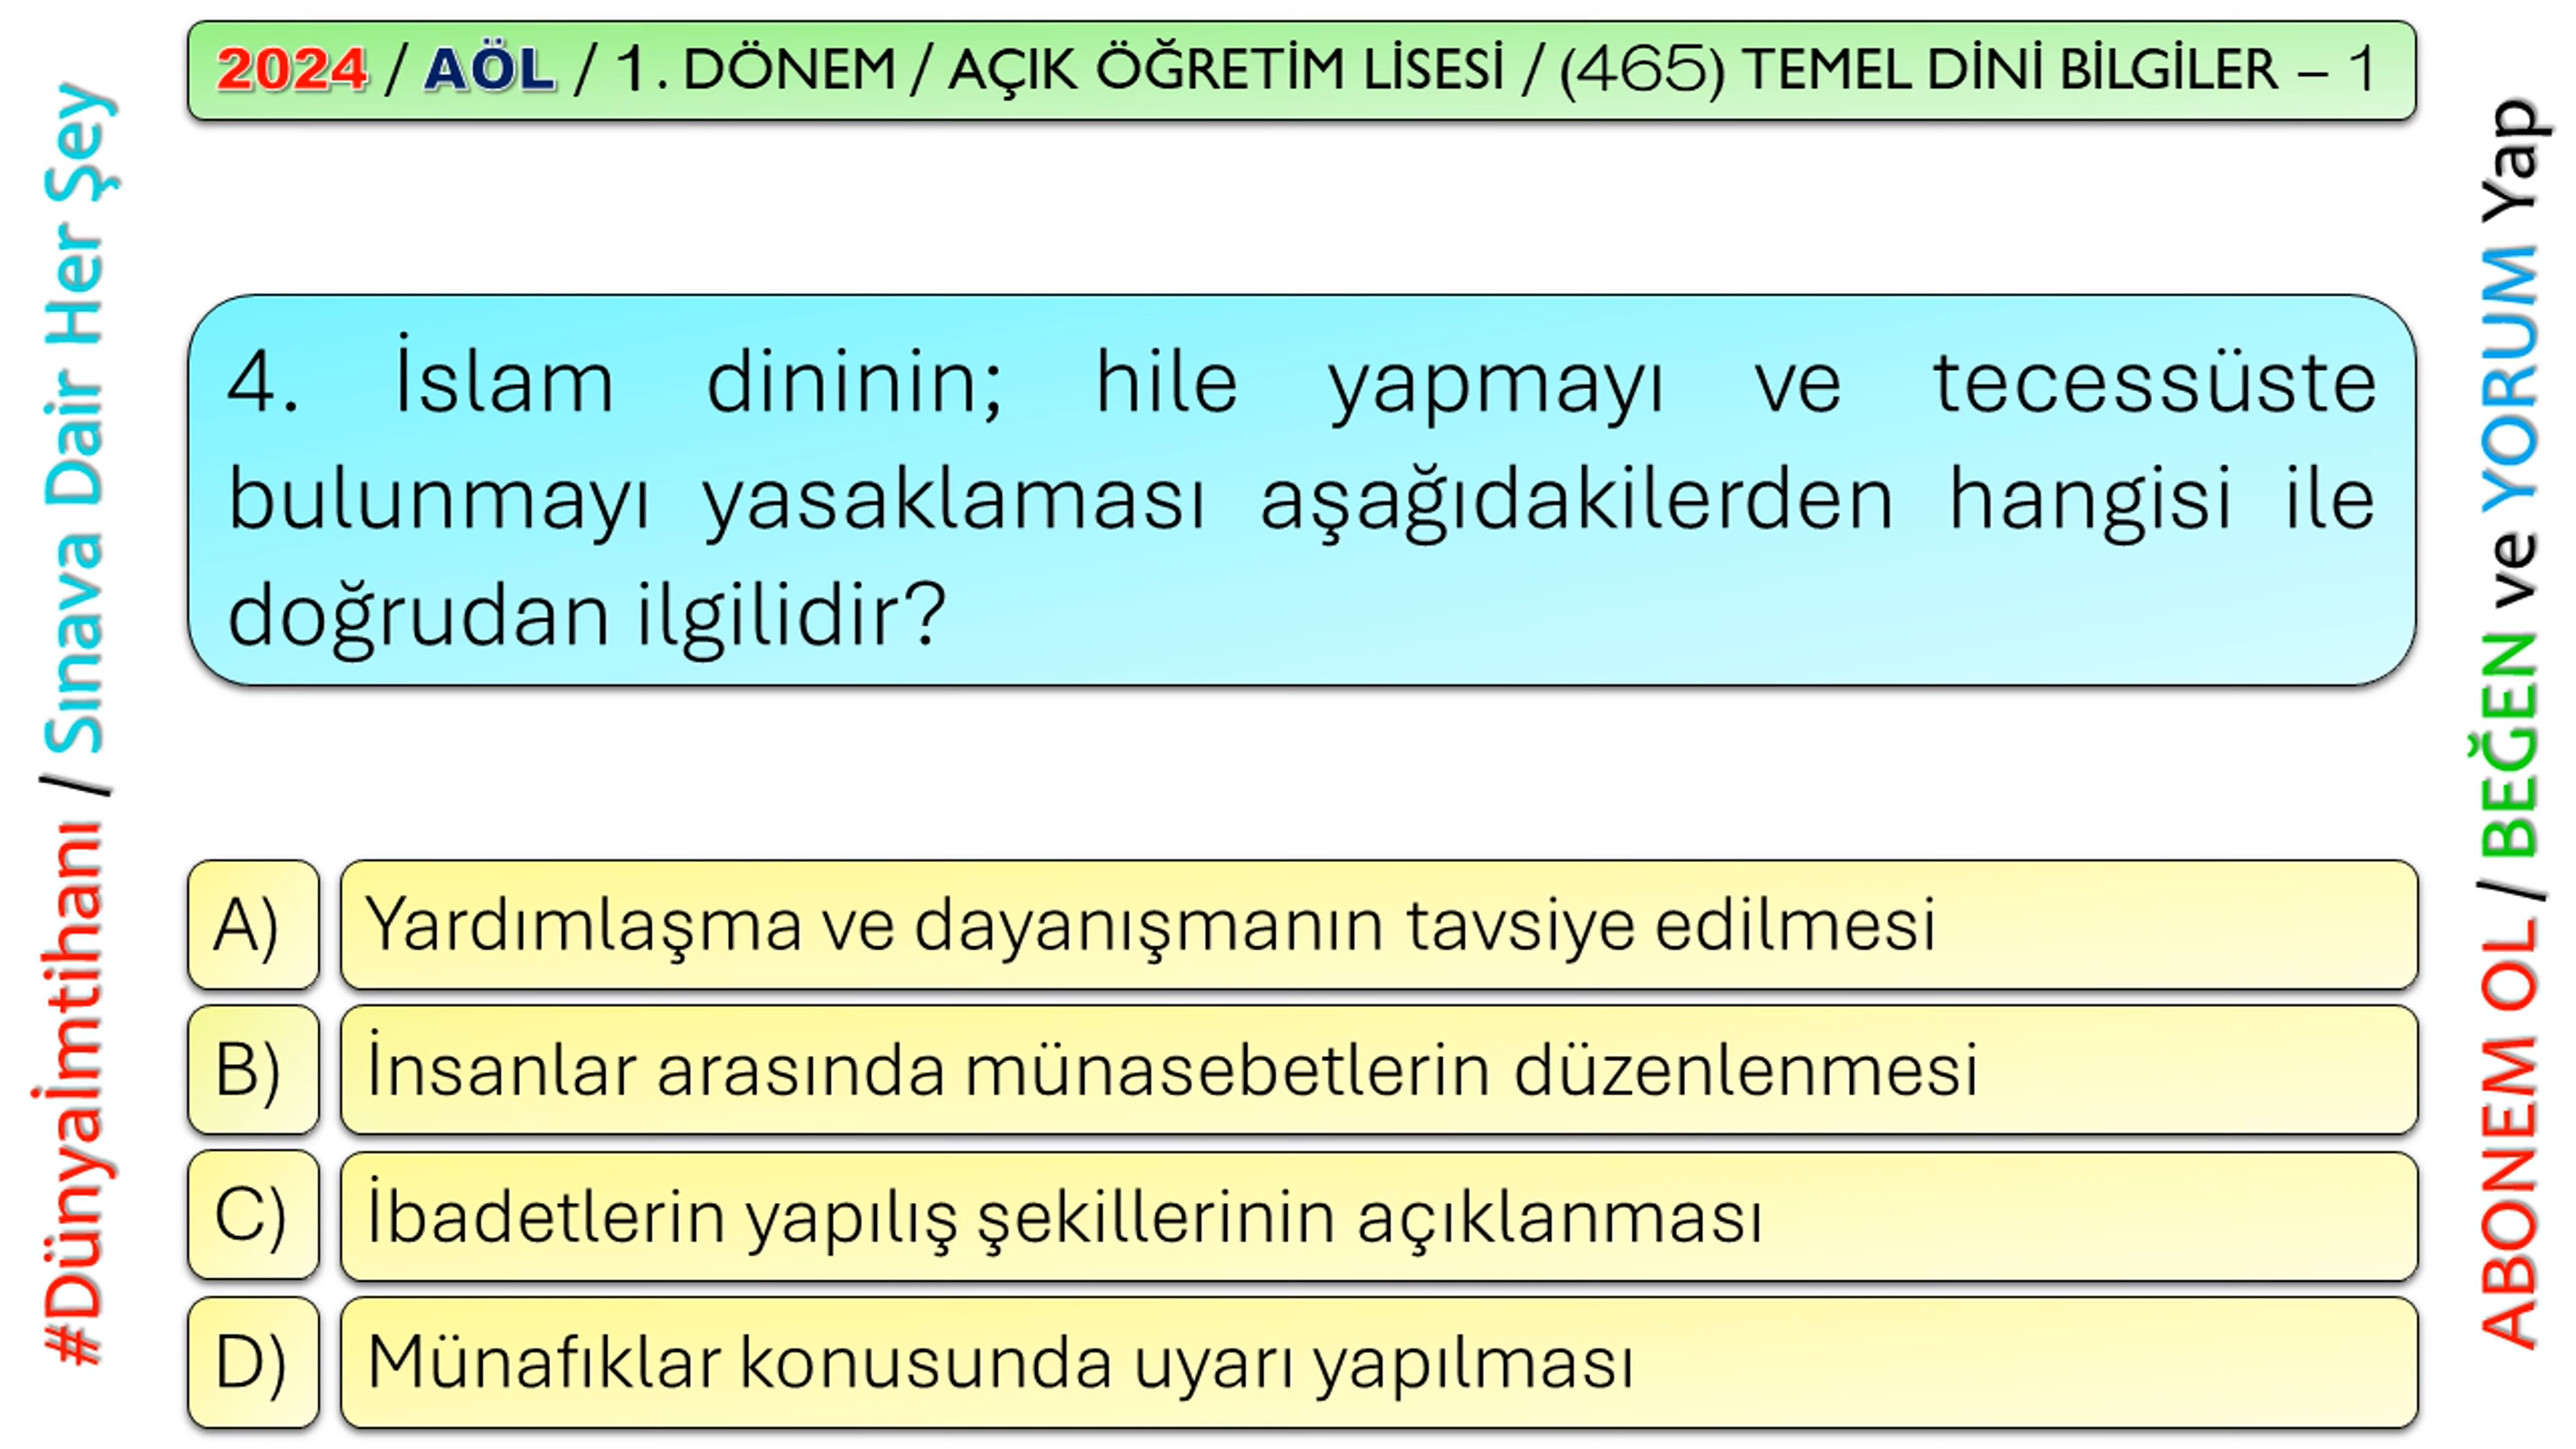 2024 / AÖL / 1. DÖNEM / AÇIK ÖĞRETİM LİSESİ / (465) TEMEL DİNİ BİLGİLER – 1
#Dünyaİmtihanı / Sınava Dair Her Şey
4. İslam dininin; hile yapmayı ve tecessüste
bulunmayı yasaklaması aşağıdakilerden hangisi ile
doğrudan ilgilidir?
A) Yardımlaşma ve dayanışmanın tavsiye edilmesi
B) İnsanlar arasında münasebetlerin düzenlenmesi
C) İbadetlerin yapılış şekillerinin açıklanması
D) Münafıklar konusunda uyarı yapılması
ABONEM OL / BEĞEN ve YORUM Yap